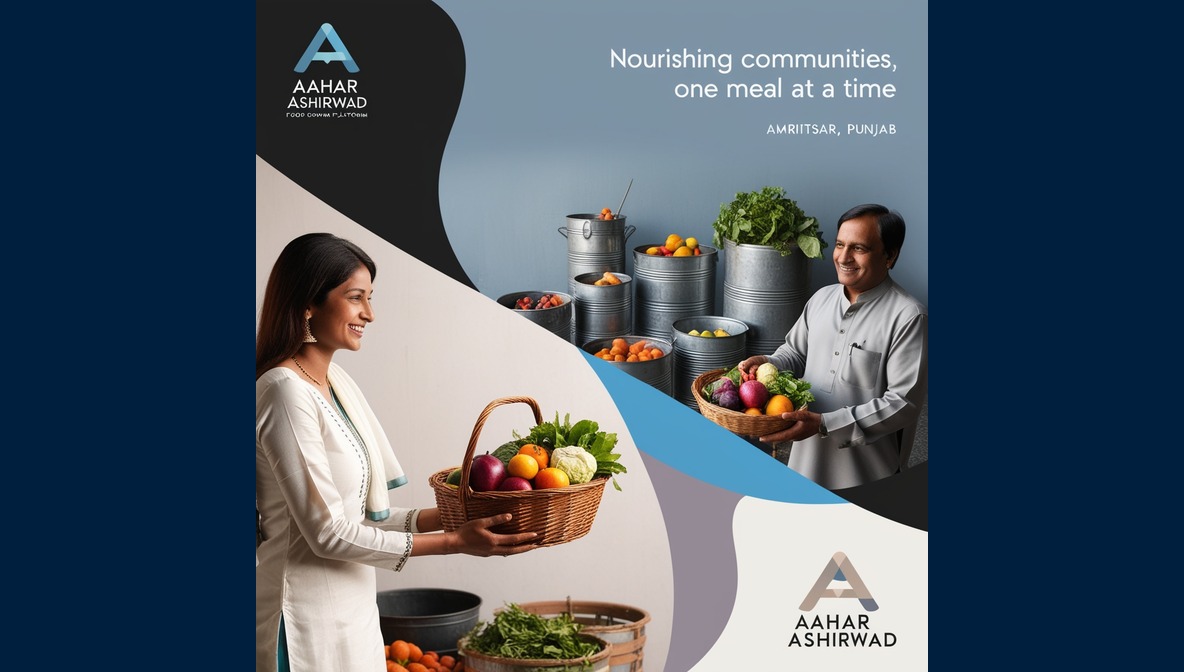 AAHAR
ASHIRWAD
Nourishing communities,
one meal at a time
AMRIITSAR, PUNJAB
AAHAR
ASHIRWAD